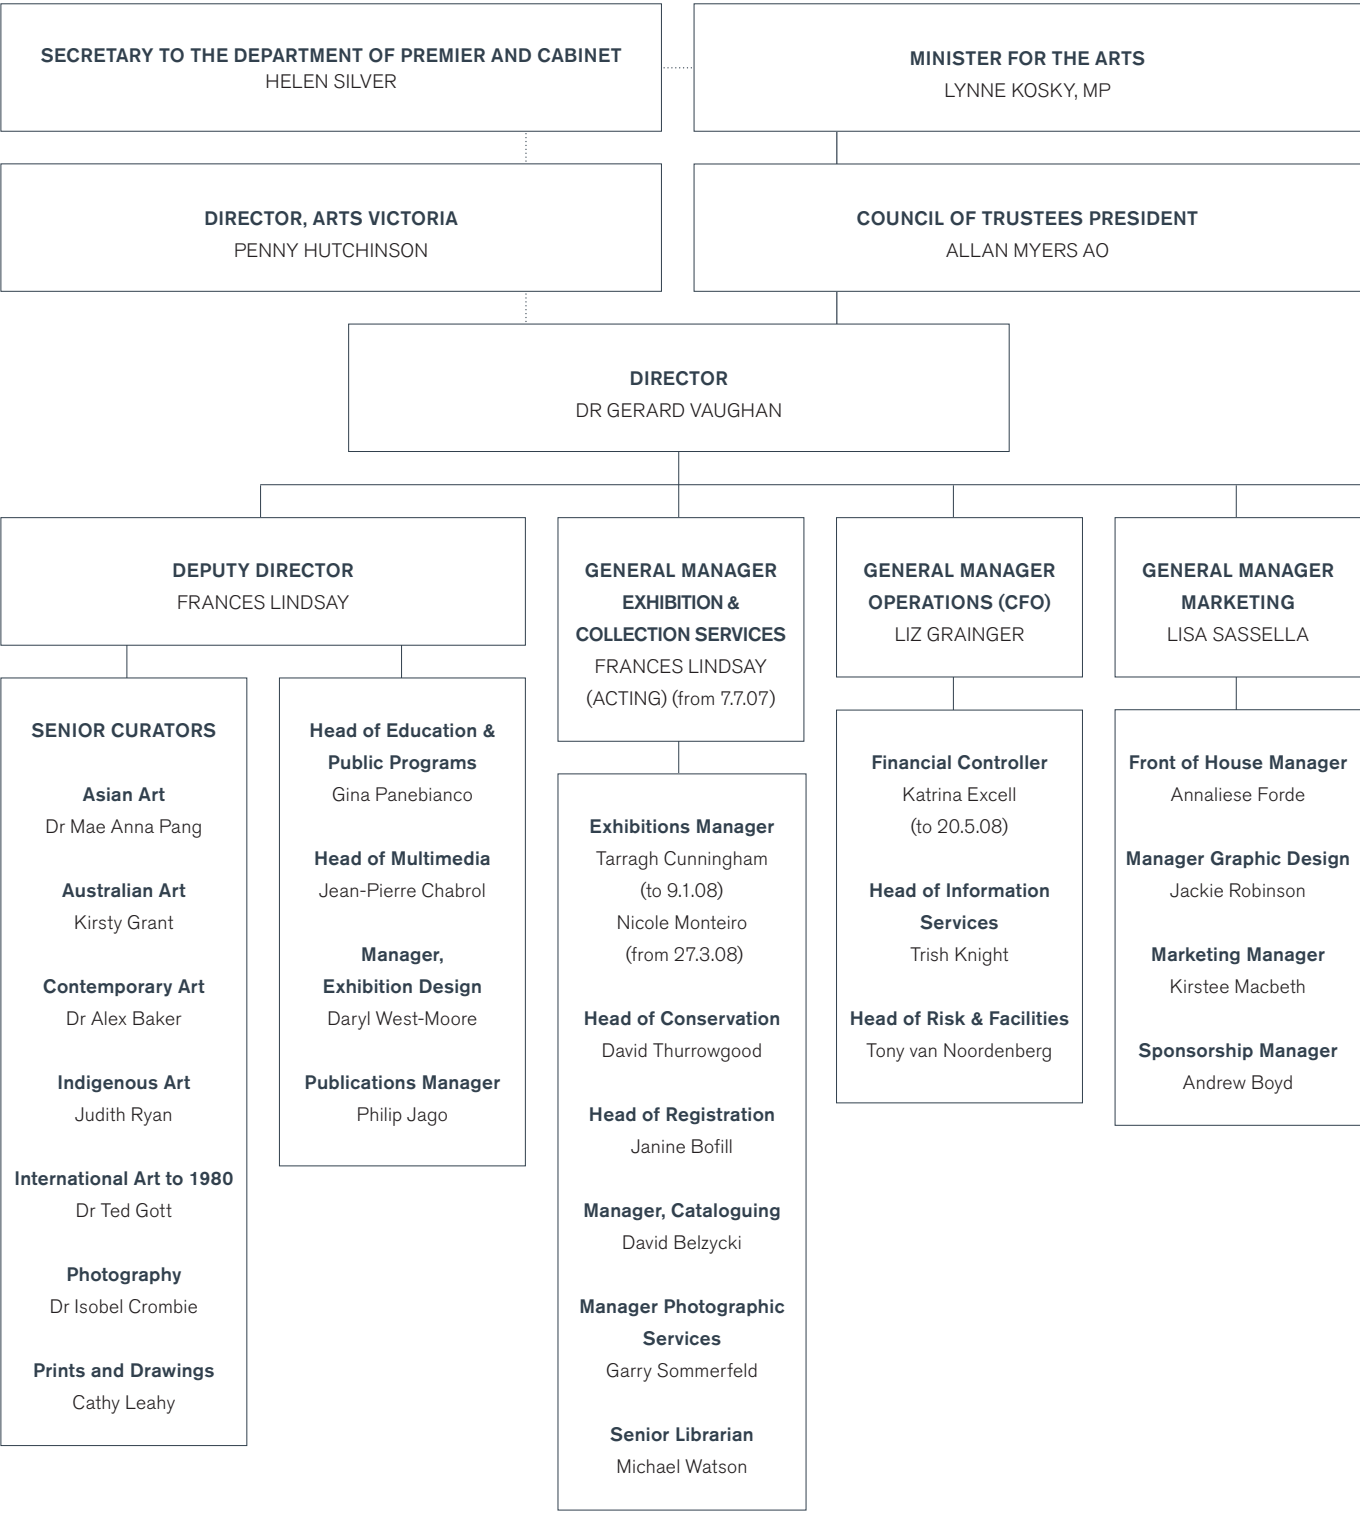 SECRETARY TO THE DEPARTMENT OF PREMIER AND CABINET
HELEN SILVER
MINISTER FOR THE ARTS
LYNNE KOSKY, MP
DIRECTOR, ARTS VICTORIA
PENNY HUTCHINSON
COUNCIL OF TRUSTEES PRESIDENT
ALLAN MYERS AO
DIRECTOR
DR GERARD VAUGHAN
DEPUTY DIRECTOR
FRANCES LINDSAY
SENIOR CURATORS
Asian Art
Dr Mae Anna Pang
Australian Art
Kirsty Grant
Contemporary Art
Dr Alex Baker
Indigenous Art
Judith Ryan
International Art to 1980
Dr Ted Gott
Photography
Dr Isobel Crombie
Prints and Drawings
Cathy Leahy
Head of Education &
Public Programs
Gina Panebianco
Head of Multimedia
Jean-Pierre Chabrol
Manager,
Exhibition Design
Daryl West-Moore
Publications Manager
Philip Jago
GENERAL MANAGER
EXHIBITION &
COLLECTION SERVICES
FRANCES LINDSAY
(ACTING) (from 7.7.07)
Exhibitions Manager
Tarragh Cunningham
(to 9.1.08)
Nicole Monteiro
(from 27.3.08)
Head of Conservation
David Thurrowgood
Head of Registration
Janine Bofill
Manager, Cataloguing
David Belzycki
Manager Photographic
Services
Garry Sommerfeld
Senior Librarian
Michael Watson
GENERAL MANAGER
OPERATIONS (CFO)
LIZ GRAINGER
Financial Controller
Katrina Excell
(to 20.5.08)
Head of Information
Services
Trish Knight
Head of Risk & Facilities
Tony van Noordenberg
GENERAL MANAGER
MARKETING
LISA SASSELLA
Front of House Manager
Annaliese Forde
Manager Graphic Design
Jackie Robinson
Marketing Manager
Kirstee Macbeth
Sponsorship Manager
Andrew Boyd